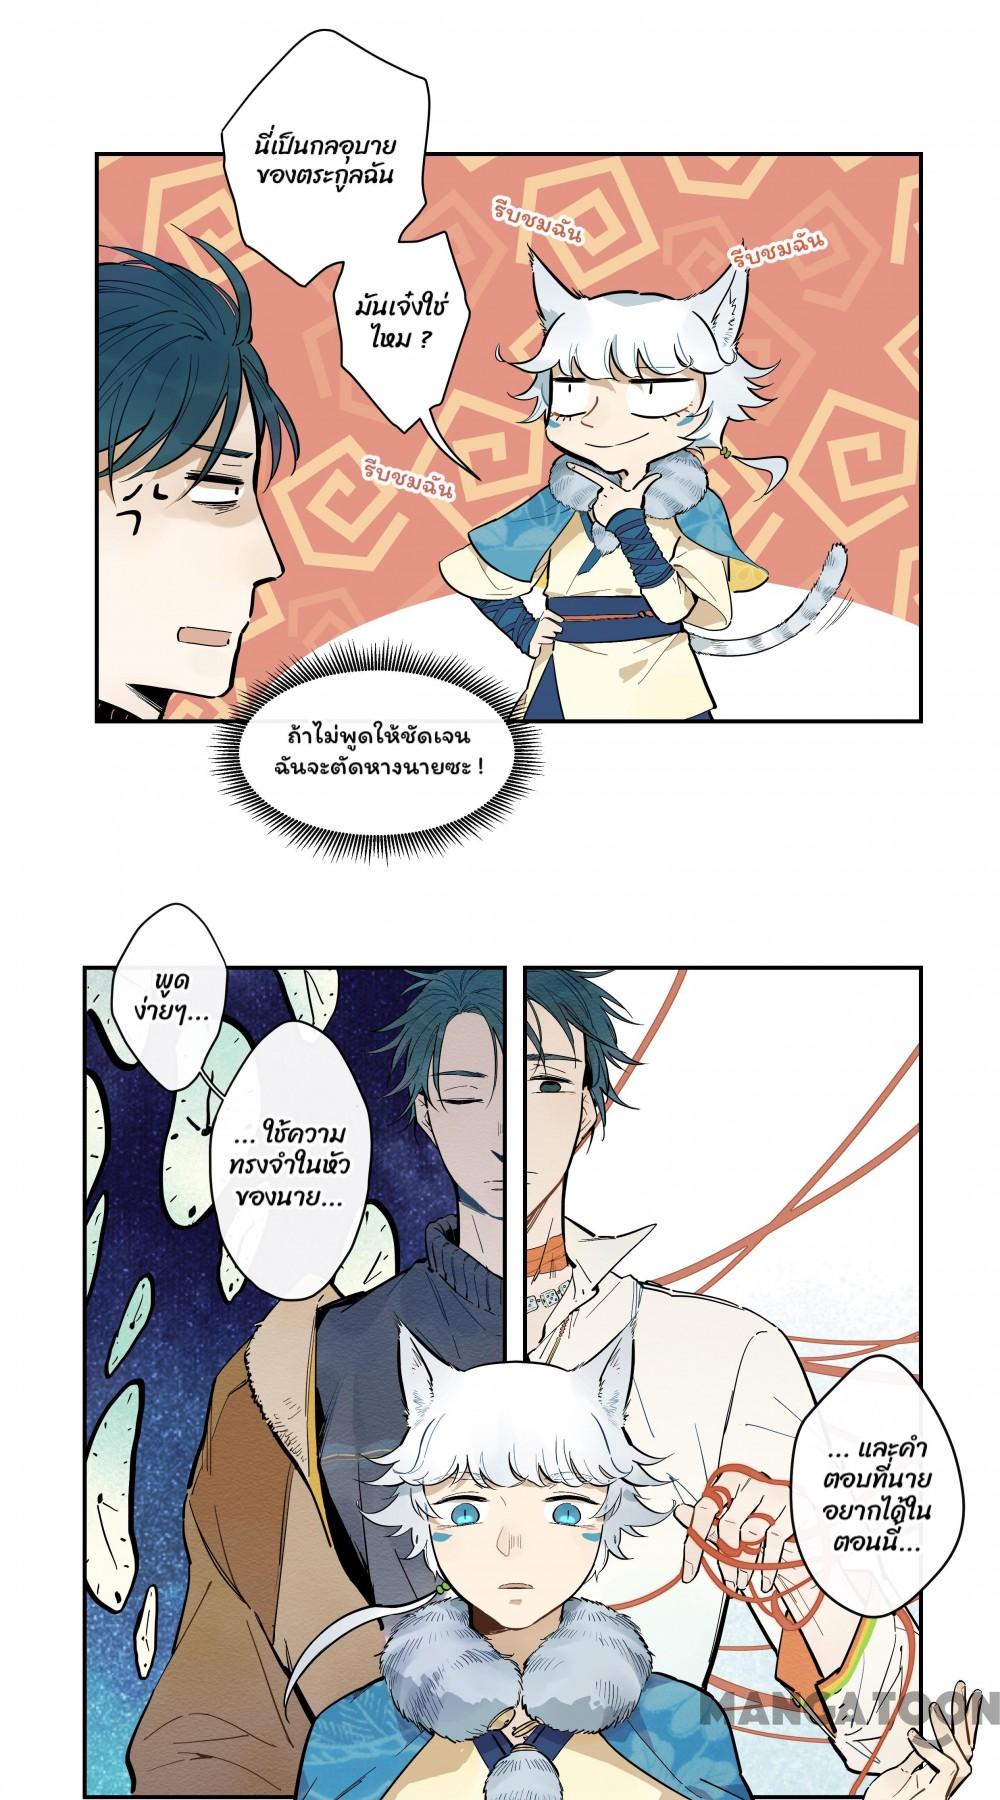 นี่เป็นกลอุบาย
ของตระกูลฉัน
รีบชมฉัน
รีบชมฉัน
มันเจ๋งใช่
ไหม ?
รีบชมฉัน
ถ้าไม่พูดให้ชัดเจน
ฉันจะตัดหางนายซะ !
พูด
ง่ายๆ...
... ใช้ความ
ทรงจำในหัว
ของนาย...
... และคำ
ตอบที่นาย
อยากได้ใน
ตอนนี้...
MANGATOON